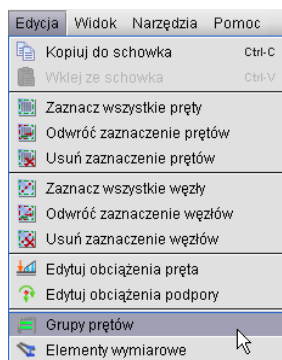 Edycja Widok Narzędzia Pomoc
Kopiuj do schowka Ctrl-C
Wklej ze schowka Ctrl-V
Zaznacz wszystkie pręty
Odwróć zaznaczenie prętów
Usuń zaznaczenie prętów
Zaznacz wszystkie węzły
Odwróć zaznaczenie węzłów
Usuń zaznaczenie węzłów
Edytuj obciążenia pręta
Edytuj obciążenia podpory
Grupy prętów
Elementy wymiarowe